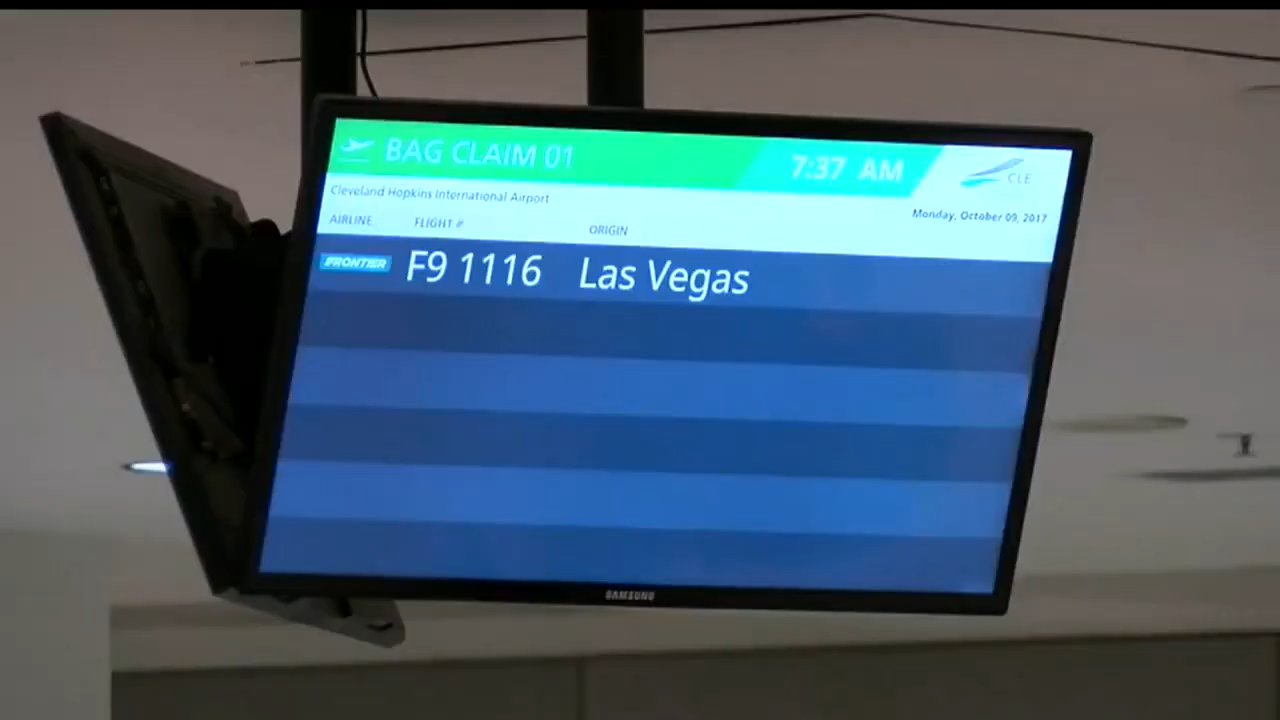 BAG CLAIM 01
7:37 AM
CLE
Cleveland Hopkins International Airport
Monday, October 09, 2017
AIRLINE FLIGHT # ORIGIN
FRONTIER F9 1116 Las Vegas
SAMSUNG